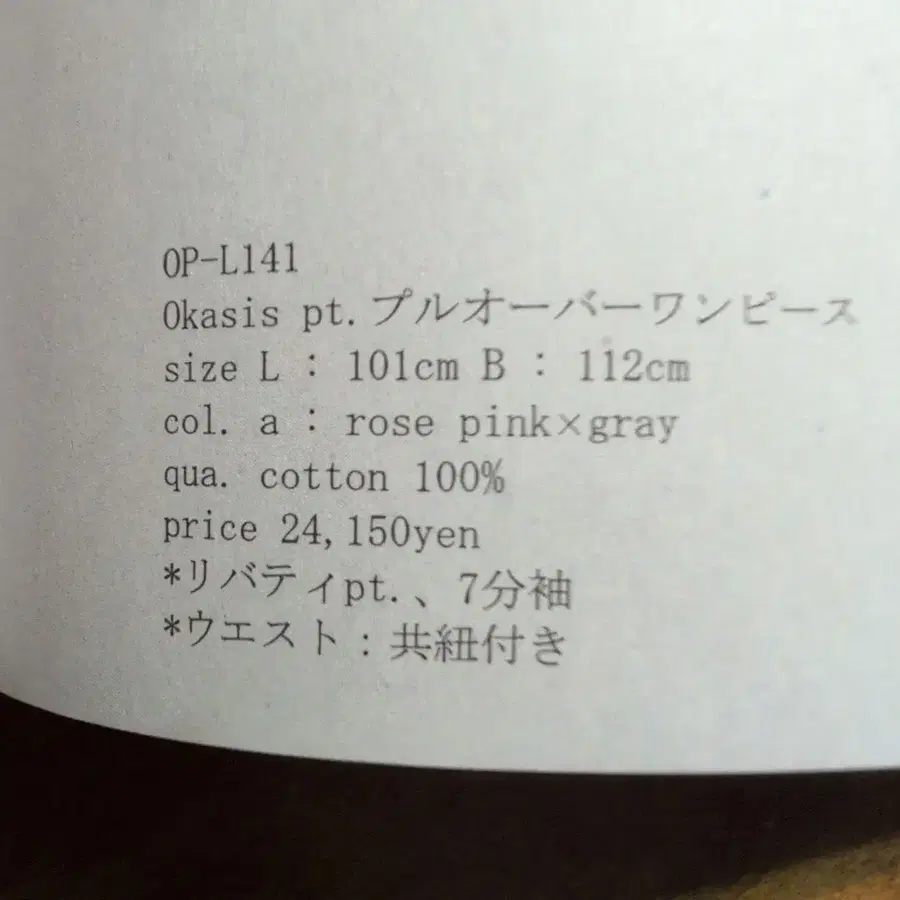 OP-L141
Okasis pt.プルオーバーワンピース
size L : 101cm B : 112cm
col. a : rose pink×gray
qua. cotton 100%
price 24,150yen
*リバティpt.、7分袖
*ウエスト:共紐付き